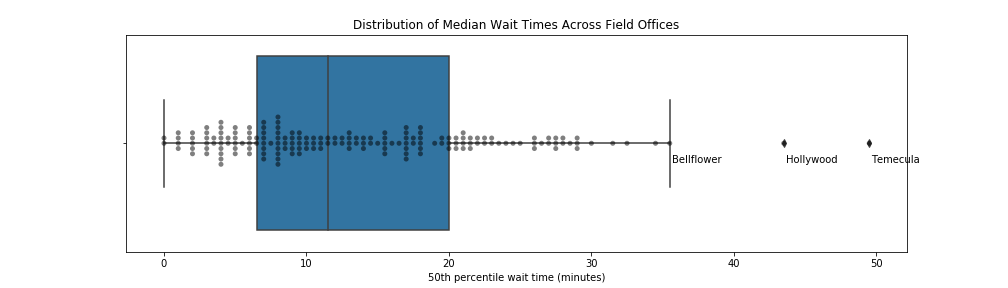 Distribution of Median Wait Times Across Field Offices
Bellflower
Hollywood
Temecula
0
10
20
30
40
50
50th percentile wait time (minutes)